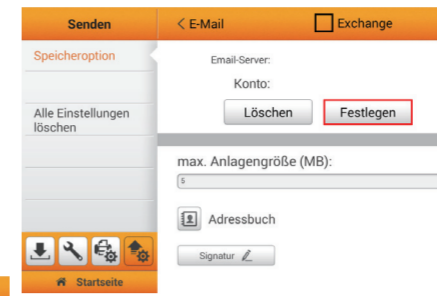 Senden
< E-Mail
Exchange
Speicheroption
Alle Einstellungen
löschen
Startseite
Email-Server:
Konto:
Löschen
Festlegen
max. Anlagengröße (MB):
5
Adressbuch
Signatur